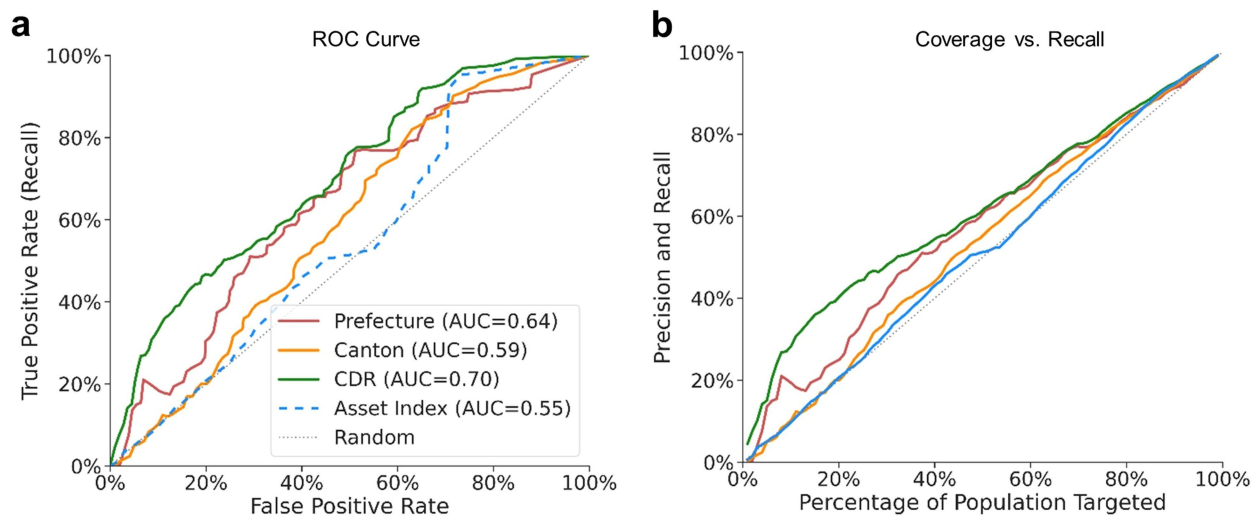 a
ROC Curve
100%
80%
60%
40%
20%
0%
True Positive Rate (Recall)
Prefecture (AUC=0.64)
Canton (AUC=0.59)
CDR (AUC=0.70)
Asset Index (AUC=0.55)
Random
0% 20% 40% 60% 80% 100%
False Positive Rate
b
Coverage vs. Recall
100%
80%
60%
40%
20%
0%
Precision and Recall
0% 20% 40% 60% 80% 100%
Percentage of Population Targeted